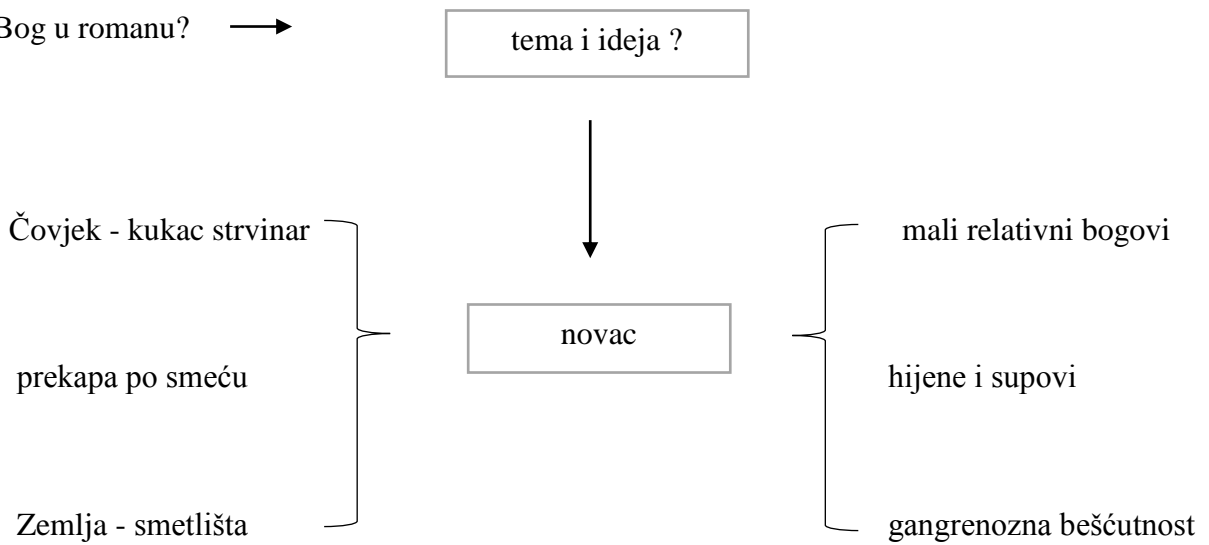 Bog u romanu?
tema i ideja ?
Čovjek - kukac strvinar
mali relativni bogovi
novac
prekapa po smeću
hijene i supovi
Zemlja - smetlišta
gangrenozna bešćutnost